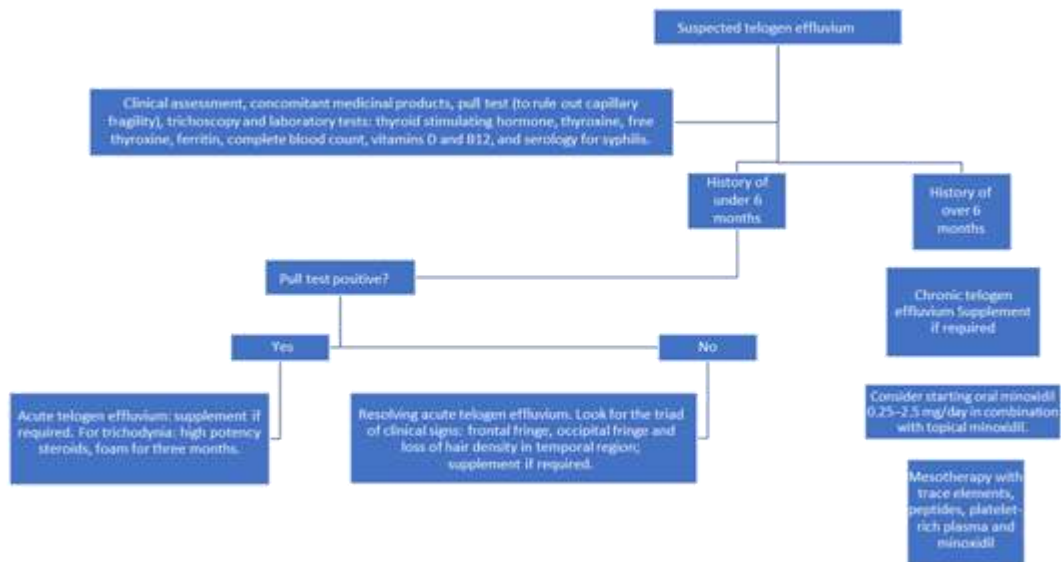 Suspected telogen effluvium
Clinical assessment, concomitant medicinal products, pull test (to rule out capillary
fragility), trichoscopy and laboratory tests: thyroid stimulating hormone, thyroxine, free
thyroxine, ferritin, complete blood count, vitamins D and B12, and serology for syphilis.
History of
under 6
months
History of
over 6
months
Pull test positive?
Chronic telogen
effluvium Supplement
if required
Yes
No
Acute telogen effluvium: supplement if
required. For trichodynia: high potency
steroids, foam for three months.
Resolving acute telogen effluvium. Look for the triad
of clinical signs: frontal fringe, occipital fringe and
loss of hair density in temporal region;
supplement if required.
Consider starting oral minoxidil
0.25–2.5 mg/day in combination
with topical minoxidil.
Mesotherapy with
trace elements,
peptides, platelet-
rich plasma and
minoxidil